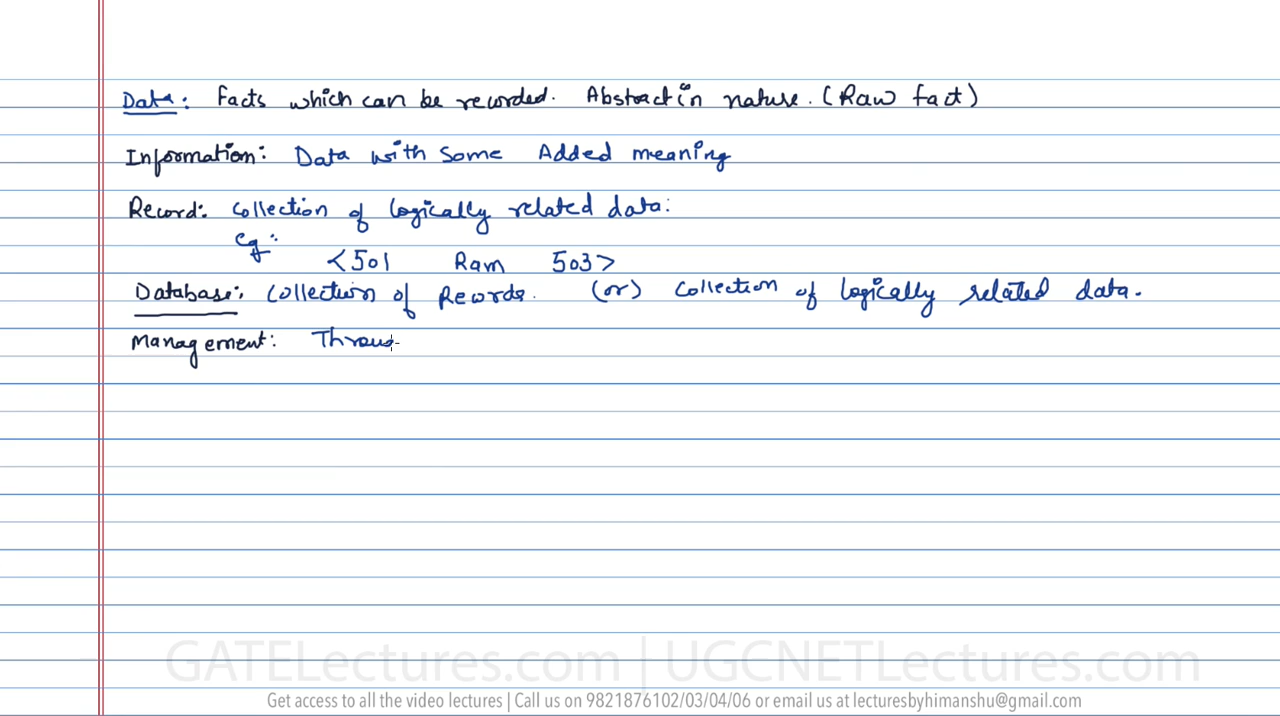 Data: Facts which can be recorded. Abstract in nature. (Raw fact)
Information: Data with Some Added meaning
Record: Collection of logically related data:
eg:
<501 Ram 503>
Database: Collection of Records. (or) Collection of logically related data.
Management: Throu
GATELectures.com | UGCNETLectures.com
Get access to all the video lectures | Call us on 9821876102/03/04/06 or email us at lecturesbyhimanshu@gmail.com